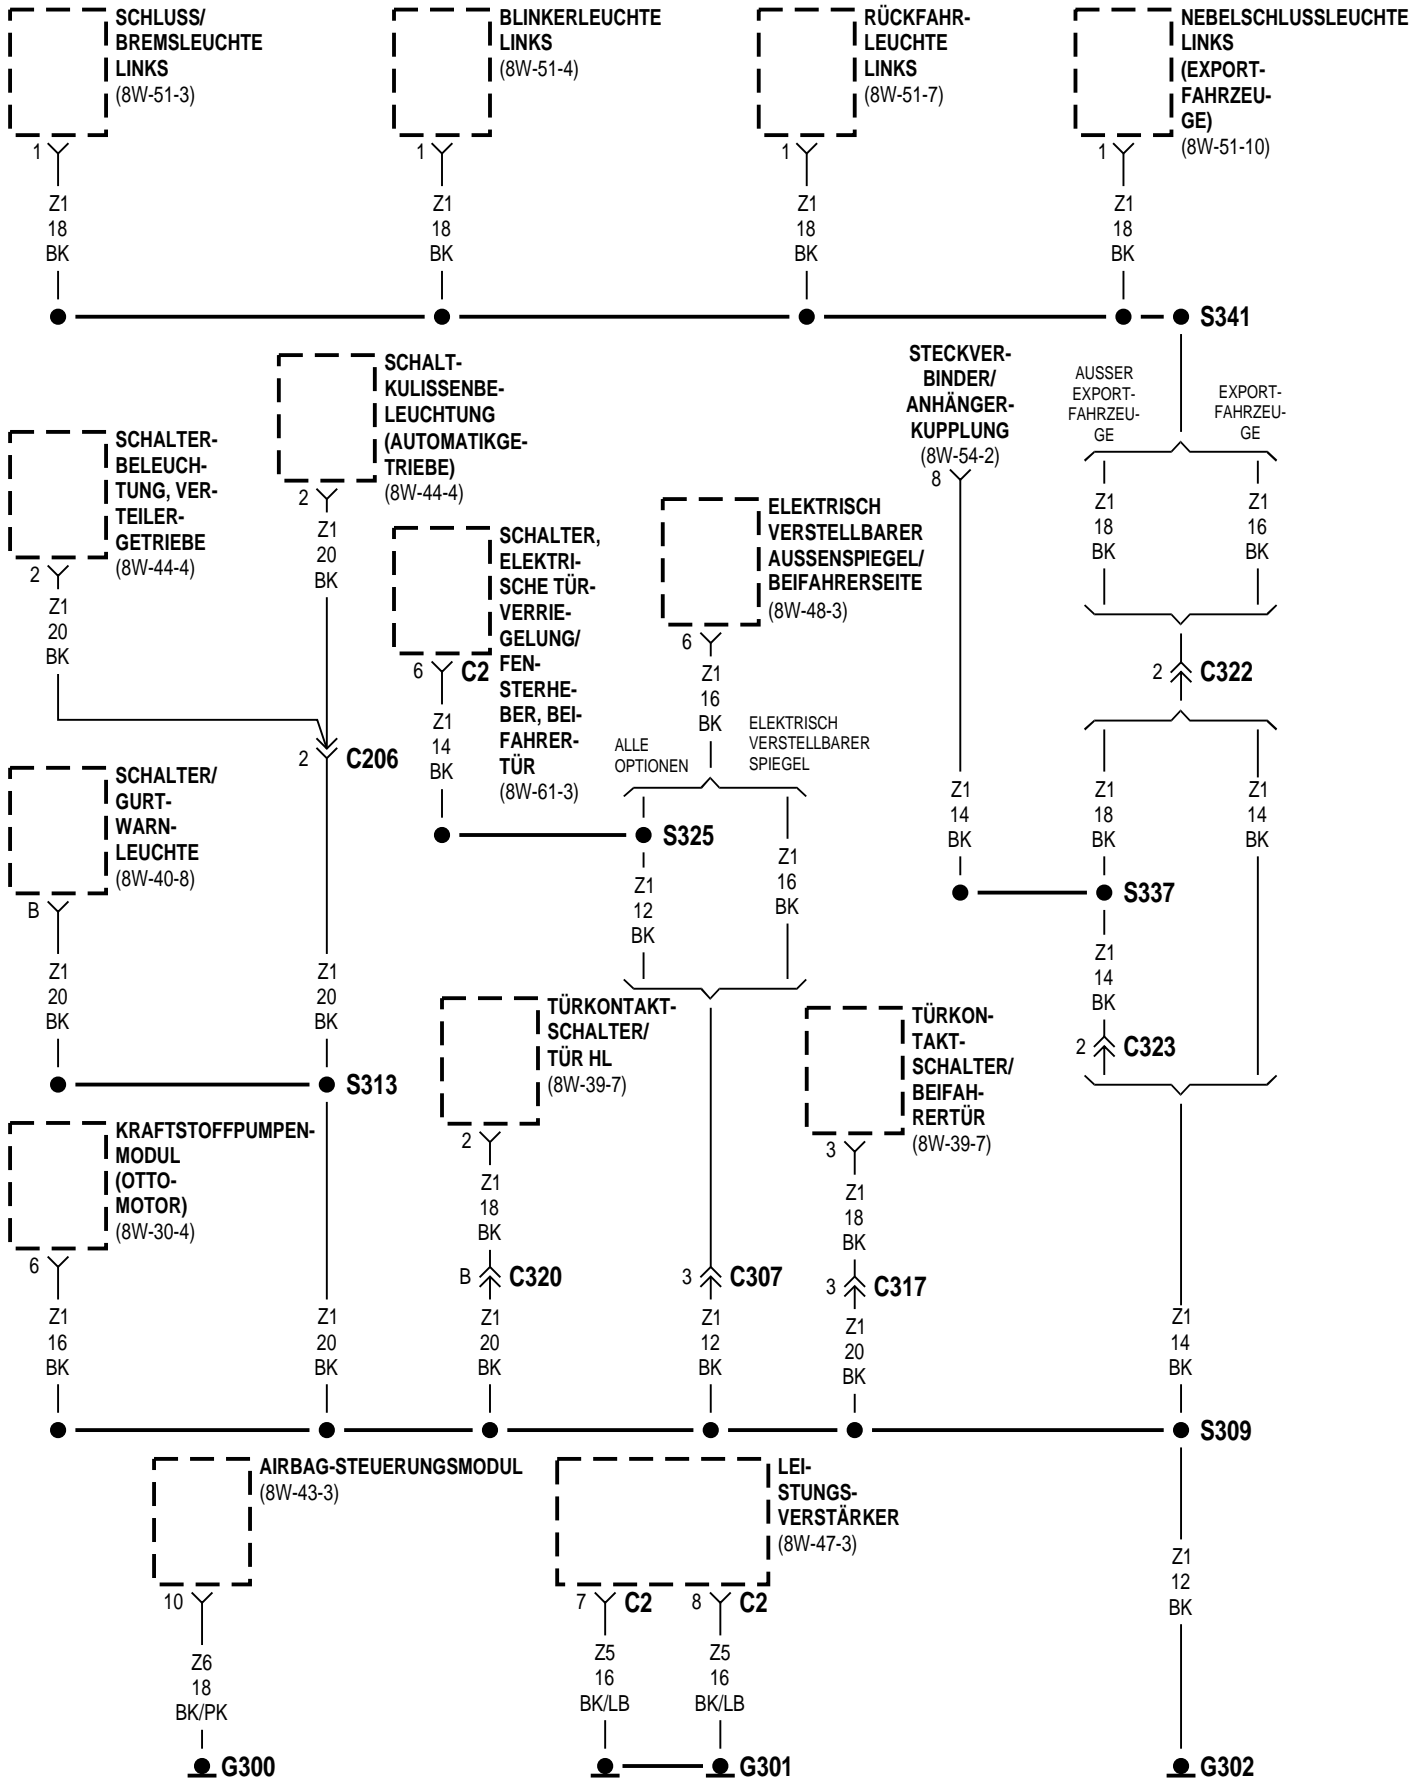 SCHLUSS/
BREMSLEUCHTE
LINKS
(8W-51-3)
1
Z1
18
BK
BLINKERLEUCHTE
LINKS
(8W-51-4)
1
Z1
18
BK
RÜCKFAHR-
LEUCHTE
LINKS
(8W-51-7)
1
Z1
18
BK
NEBELSCHLUSSLEUCHTE
LINKS
(EXPORT-
FAHRZEU-
GE)
(8W-51-10)
1
Z1
18
BK
S341
SCHALTER-
BELEUCH-
TUNG, VER-
TEILER-
GETRIEBE
(8W-44-4)
2
Z1
20
BK
SCHALT-
KULISSENBE-
LEUCHTUNG
(AUTOMATIKGE-
TRIEBE)
(8W-44-4)
2
Z1
20
BK
2
C206
SCHALTER,
ELEKTRI-
SCHE TÜR-
VERRIE-
GELUNG/
FEN-
STERHE-
BER, BEI-
FAHRER-
TÜR
(8W-61-3)
6
C2
Z1
14
BK
ELEKTRISCH
VERSTELLBARER
AUSSENSPIEGEL/
BEIFAHRERSEITE
(8W-48-3)
6
Z1
16
BK
ALLE
OPTIONEN
ELEKTRISCH
VERSTELLBARER
SPIEGEL
S325
Z1
12
BK
Z1
16
BK
STECKVER-
BINDER/
ANHÄNGER-
KUPPLUNG
(8W-54-2)
8
Z1
14
BK
AUSSER
EXPORT-
FAHRZEU-
GE
EXPORT-
FAHRZEU-
GE
Z1
18
BK
Z1
16
BK
2
C322
Z1
18
BK
Z1
14
BK
S337
Z1
14
BK
2
C323
SCHALTER/
GURT-
WARN-
LEUCHTE
(8W-40-8)
B
Z1
20
BK
Z1
20
BK
S313
KRAFTSTOFFPUMPEN-
MODUL
(OTTO-
MOTOR)
(8W-30-4)
6
Z1
16
BK
Z1
20
BK
TÜRKONTAKT-
SCHALTER/
TÜR HL
(8W-39-7)
2
Z1
18
BK
B
C320
Z1
20
BK
3
C307
Z1
12
BK
TÜRKON-
TAKT-
SCHALTER/
BEIFAH-
RERTÜR
(8W-39-7)
3
Z1
18
BK
3
C317
Z1
20
BK
Z1
14
BK
S309
AIRBAG-STEUERUNGSMODUL
(8W-43-3)
10
Z6
18
BK/PK
G300
LEI-
STUNGS-
VERSTÄRKER
(8W-47-3)
7
C2
8
C2
Z5
16
BK/LB
Z5
16
BK/LB
G301
Z1
12
BK
G302